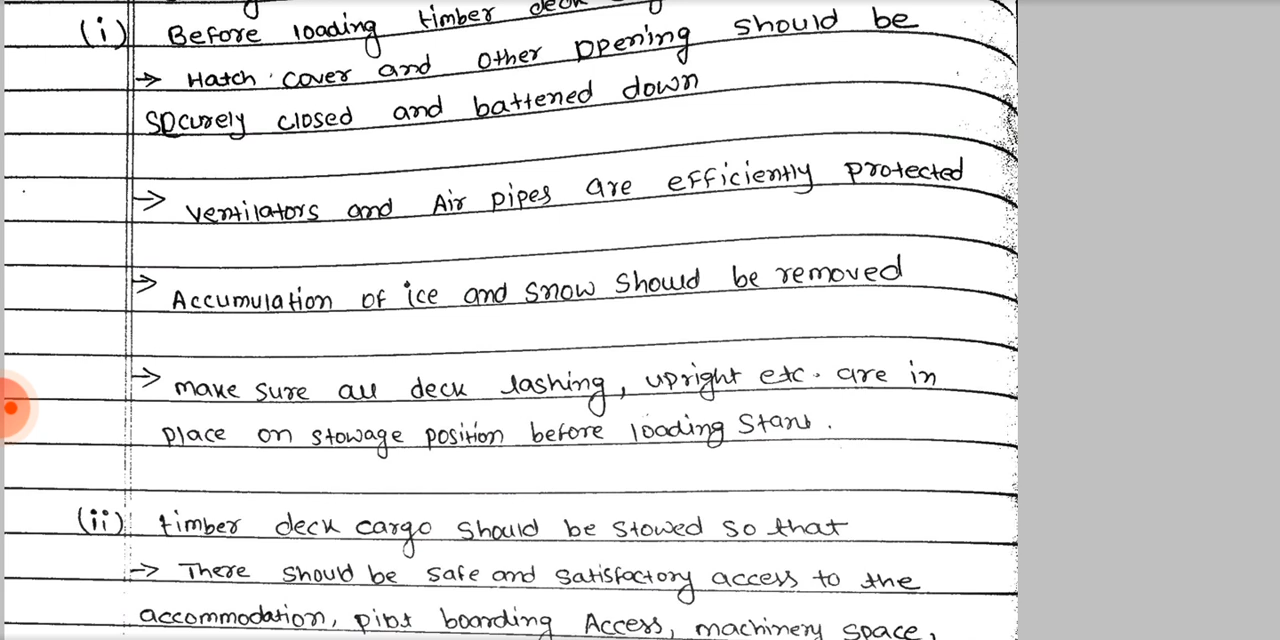 (i) Before loading timber deck
→ Hatch cover and other opening should be
securely closed and battened down
→ ventilators and Air pipes are efficiently protected
→ Accumulation of ice and snow should be removed
→ make sure all deck lashing, upright etc. are in
place on stowage position before loading start.
(ii) timber deck cargo should be stowed so that
→ There should be safe and satisfactory access to the
accommodation, pilot boarding Access, machinery space,